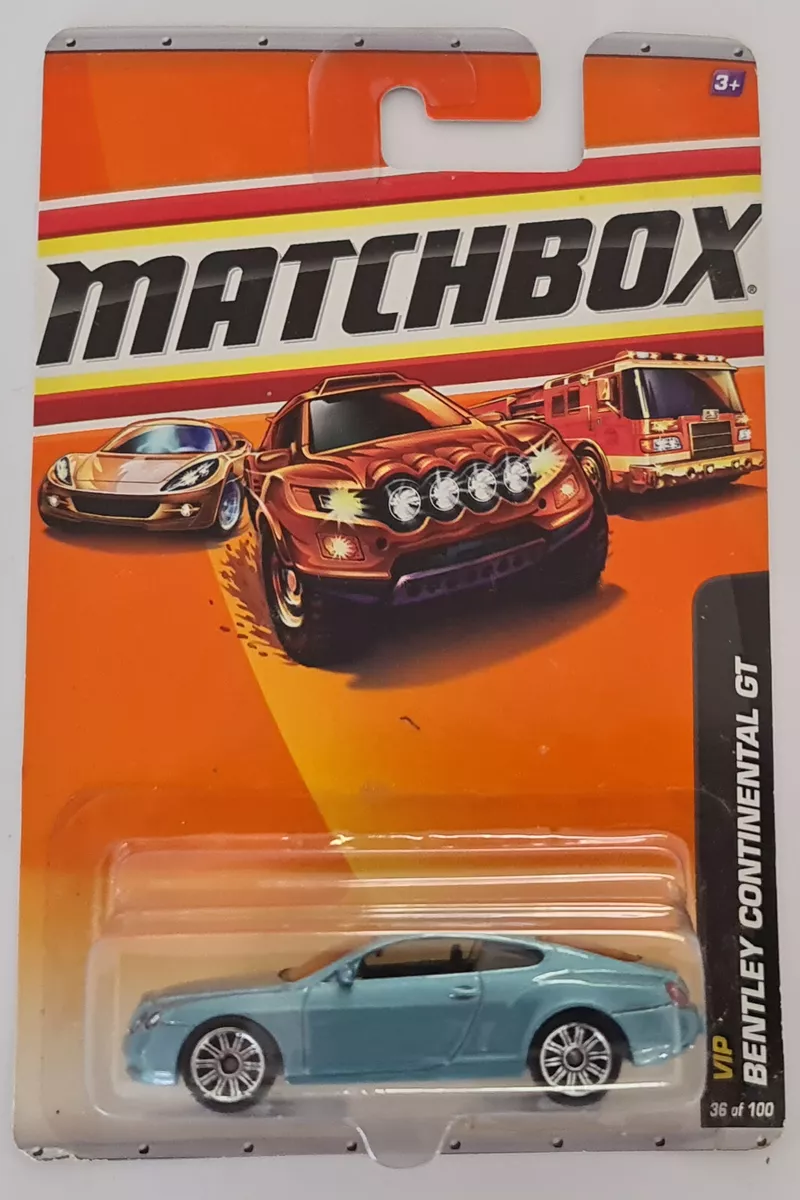 3+
MATCHBOX®
VIP
BENTLEY CONTINENTAL GT
36 of 100